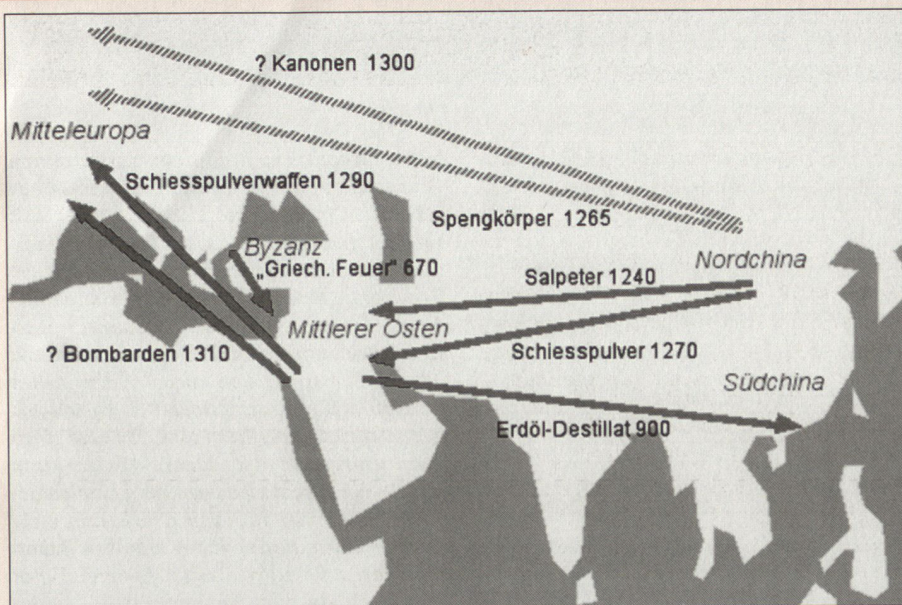 ? Kanonen 1300
Mitteleuropa
Schiesspulverwaffen 1290
Spengkörper 1265
Byzanz
„Griech. Feuer" 670
Nordchina
Salpeter 1240
Mittlerer Osten
? Bombarden 1310
Schiesspulver 1270
Südchina
Erdöl-Destillat 900